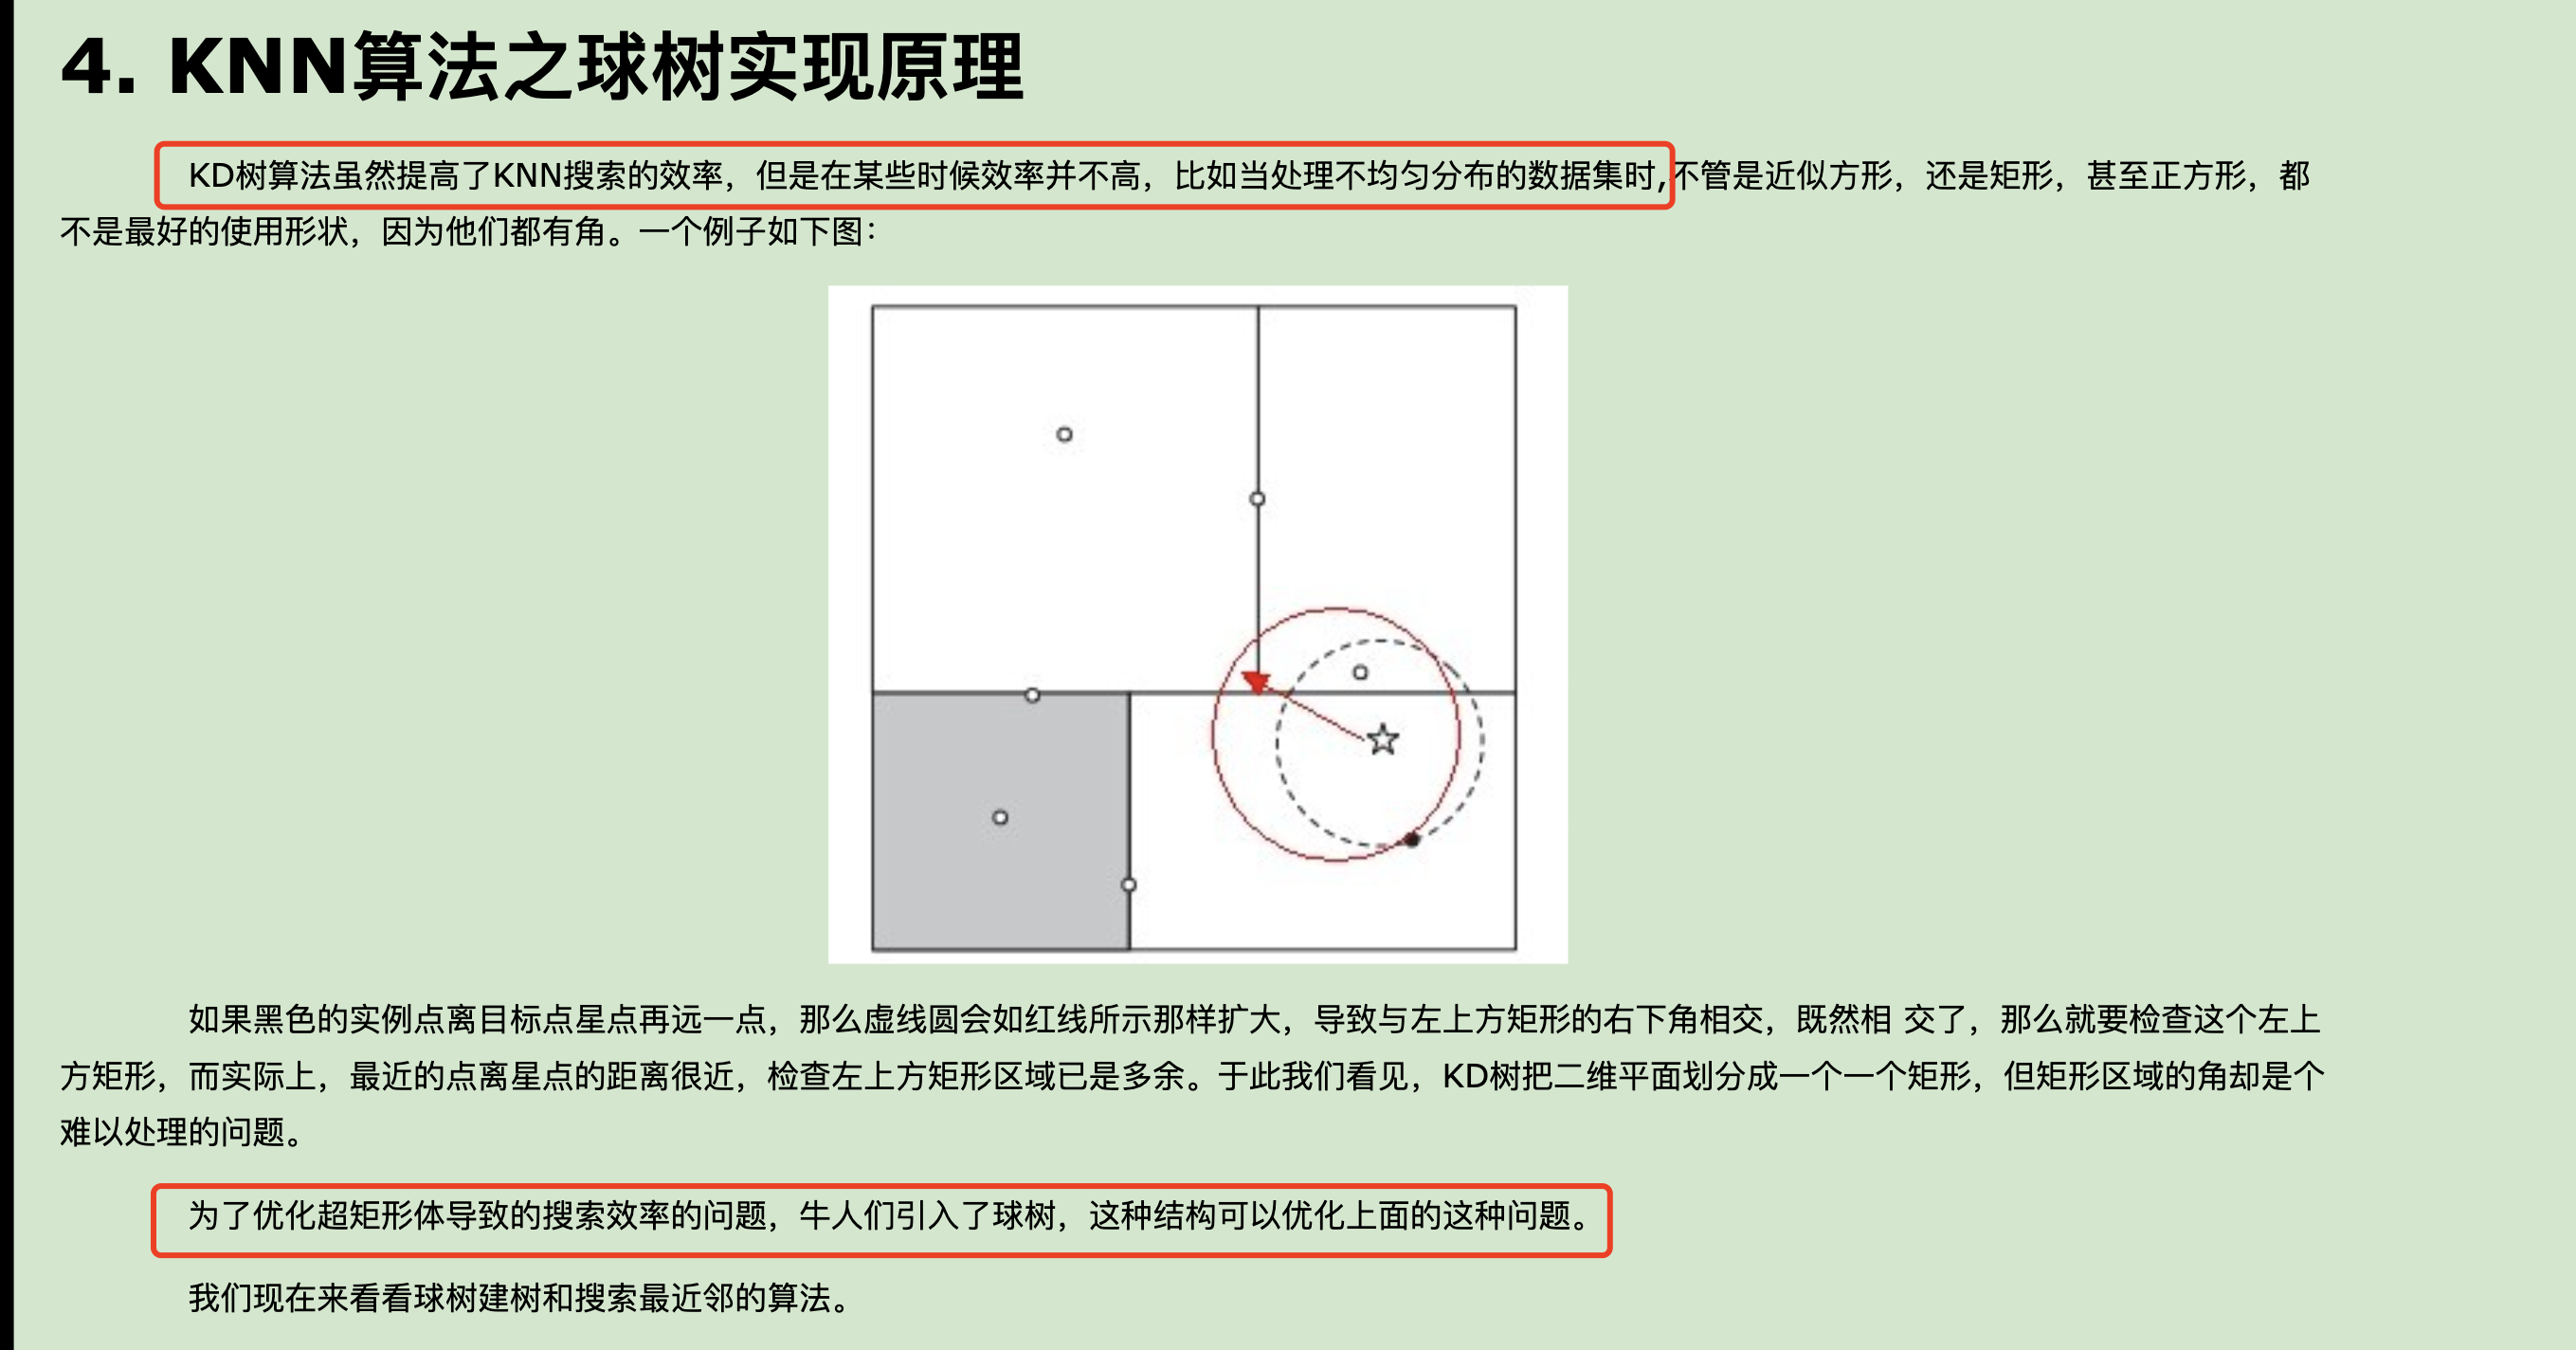 4. KNN算法之球树实现原理
KD树算法虽然提高了KNN搜索的效率，但是在某些时候效率并不高，比如当处理不均匀分布的数据集时,不管是近似方形，还是矩形，甚至正方形，都
不是最好的使用形状，因为他们都有角。一个例子如下图：
如果黑色的实例点离目标点星点再远一点，那么虚线圆会如红线所示那样扩大，导致与左上方矩形的右下角相交，既然相 交了，那么就要检查这个左上
方矩形，而实际上，最近的点离星点的距离很近，检查左上方矩形区域已是多余。于此我们看见，KD树把二维平面划分成一个一个矩形，但矩形区域的角却是个
难以处理的问题。
为了优化超矩形体导致的搜索效率的问题，牛人们引入了球树，这种结构可以优化上面的这种问题。
我们现在来看看球树建树和搜索最近邻的算法。